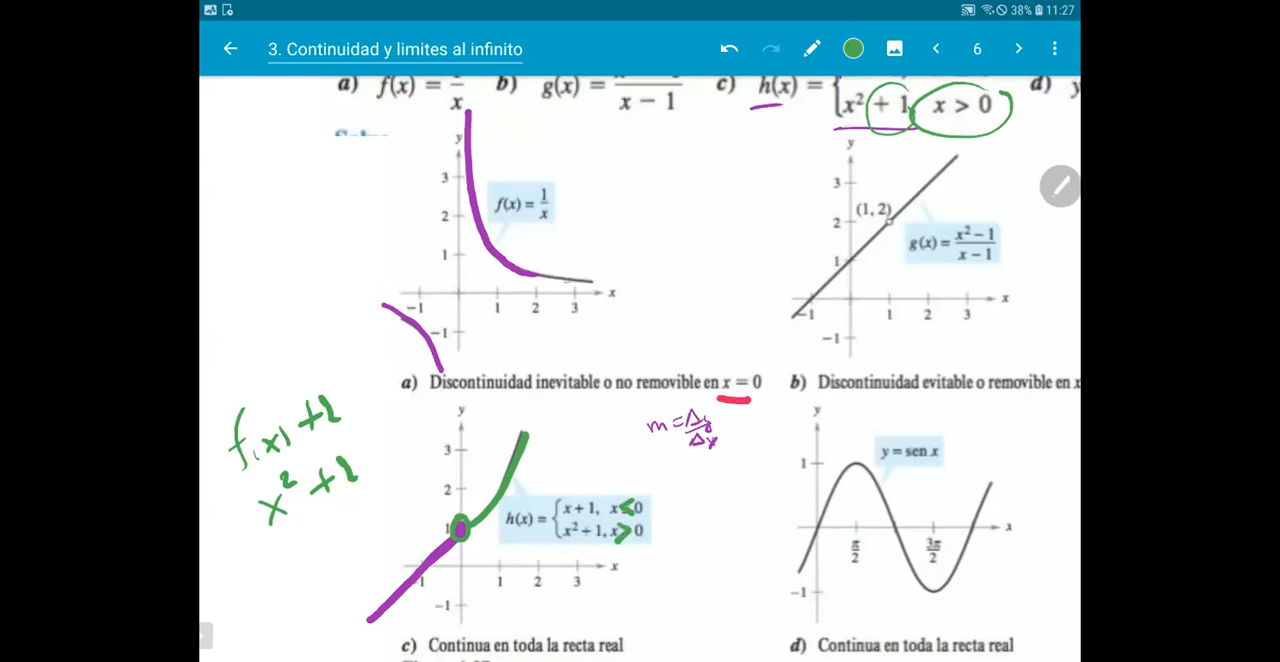 38% 11:27
3. Continuidad y limites al infinito
6
a) f(x) = x b) g(x) = x − 1 c) h(x) = { x² + 1, x > 0 d) y
y
3
2
1
−1
−1 1 2 3 x
f(x) = 1/x
a) Discontinuidad inevitable o no removible en x = 0
y
3
2
1
−1
−1 1 2 3 x
(1, 2)
g(x) = x² − 1 / x − 1
b) Discontinuidad evitable o removible en x
f(x)+2
x²+2
m = Δy/Δx
y
3
2
1
−1
−1 1 2 3 x
h(x) = { x + 1, x ≤ 0
x² + 1, x > 0
c) Continua en toda la recta real
y
1
−1
π/2 3π/2 x
y = sen x
d) Continua en toda la recta real